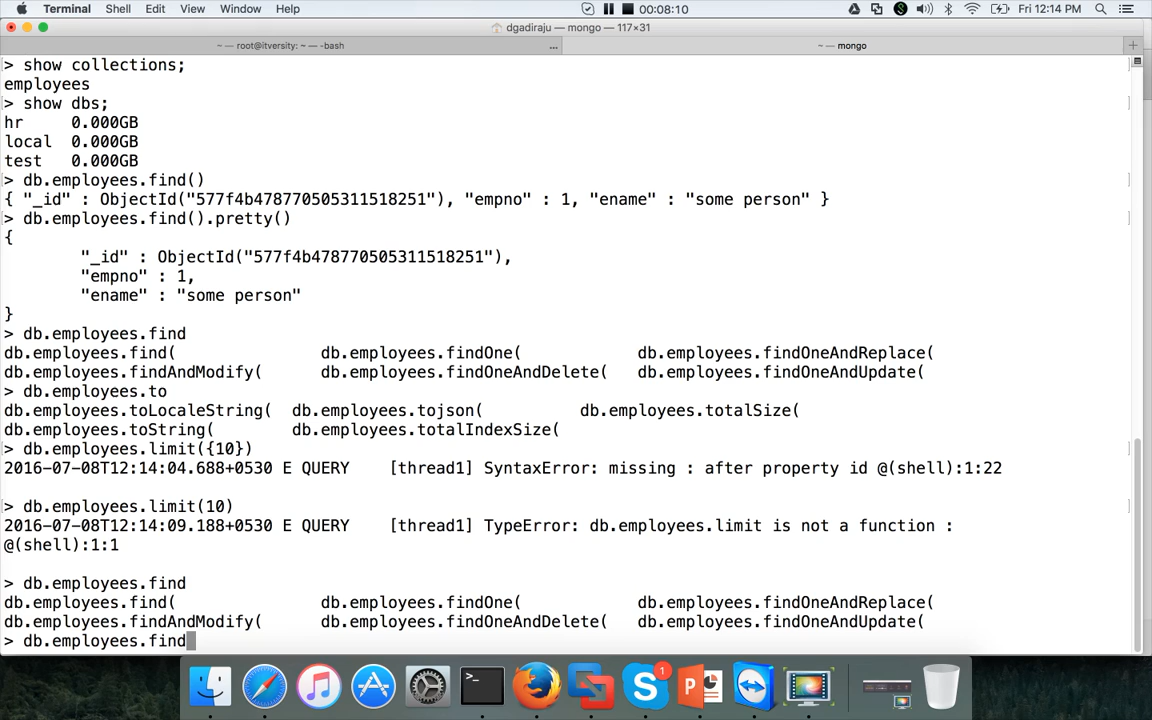 Terminal Shell Edit View Window Help 00:08:10 Fri 12:14 PM
dgadiraju — mongo — 117×31
~ — root@itversity: ~ — -bash ... ~ — mongo
> show collections;
employees
> show dbs;
hr 0.000GB
local 0.000GB
test 0.000GB
> db.employees.find()
{ "_id" : ObjectId("577f4b478770505311518251"), "empno" : 1, "ename" : "some person" }
> db.employees.find().pretty()
{
"_id" : ObjectId("577f4b478770505311518251"),
"empno" : 1,
"ename" : "some person"
}
> db.employees.find
db.employees.find( db.employees.findOne( db.employees.findOneAndReplace(
db.employees.findAndModify( db.employees.findOneAndDelete( db.employees.findOneAndUpdate(
> db.employees.to
db.employees.toLocaleString( db.employees.tojson( db.employees.totalSize(
db.employees.toString( db.employees.totalIndexSize(
> db.employees.limit({10})
2016-07-08T12:14:04.688+0530 E QUERY [thread1] SyntaxError: missing : after property id @(shell):1:22
> db.employees.limit(10)
2016-07-08T12:14:09.188+0530 E QUERY [thread1] TypeError: db.employees.limit is not a function :
@(shell):1:1
> db.employees.find
db.employees.find( db.employees.findOne( db.employees.findOneAndReplace(
db.employees.findAndModify( db.employees.findOneAndDelete( db.employees.findOneAndUpdate(
> db.employees.find